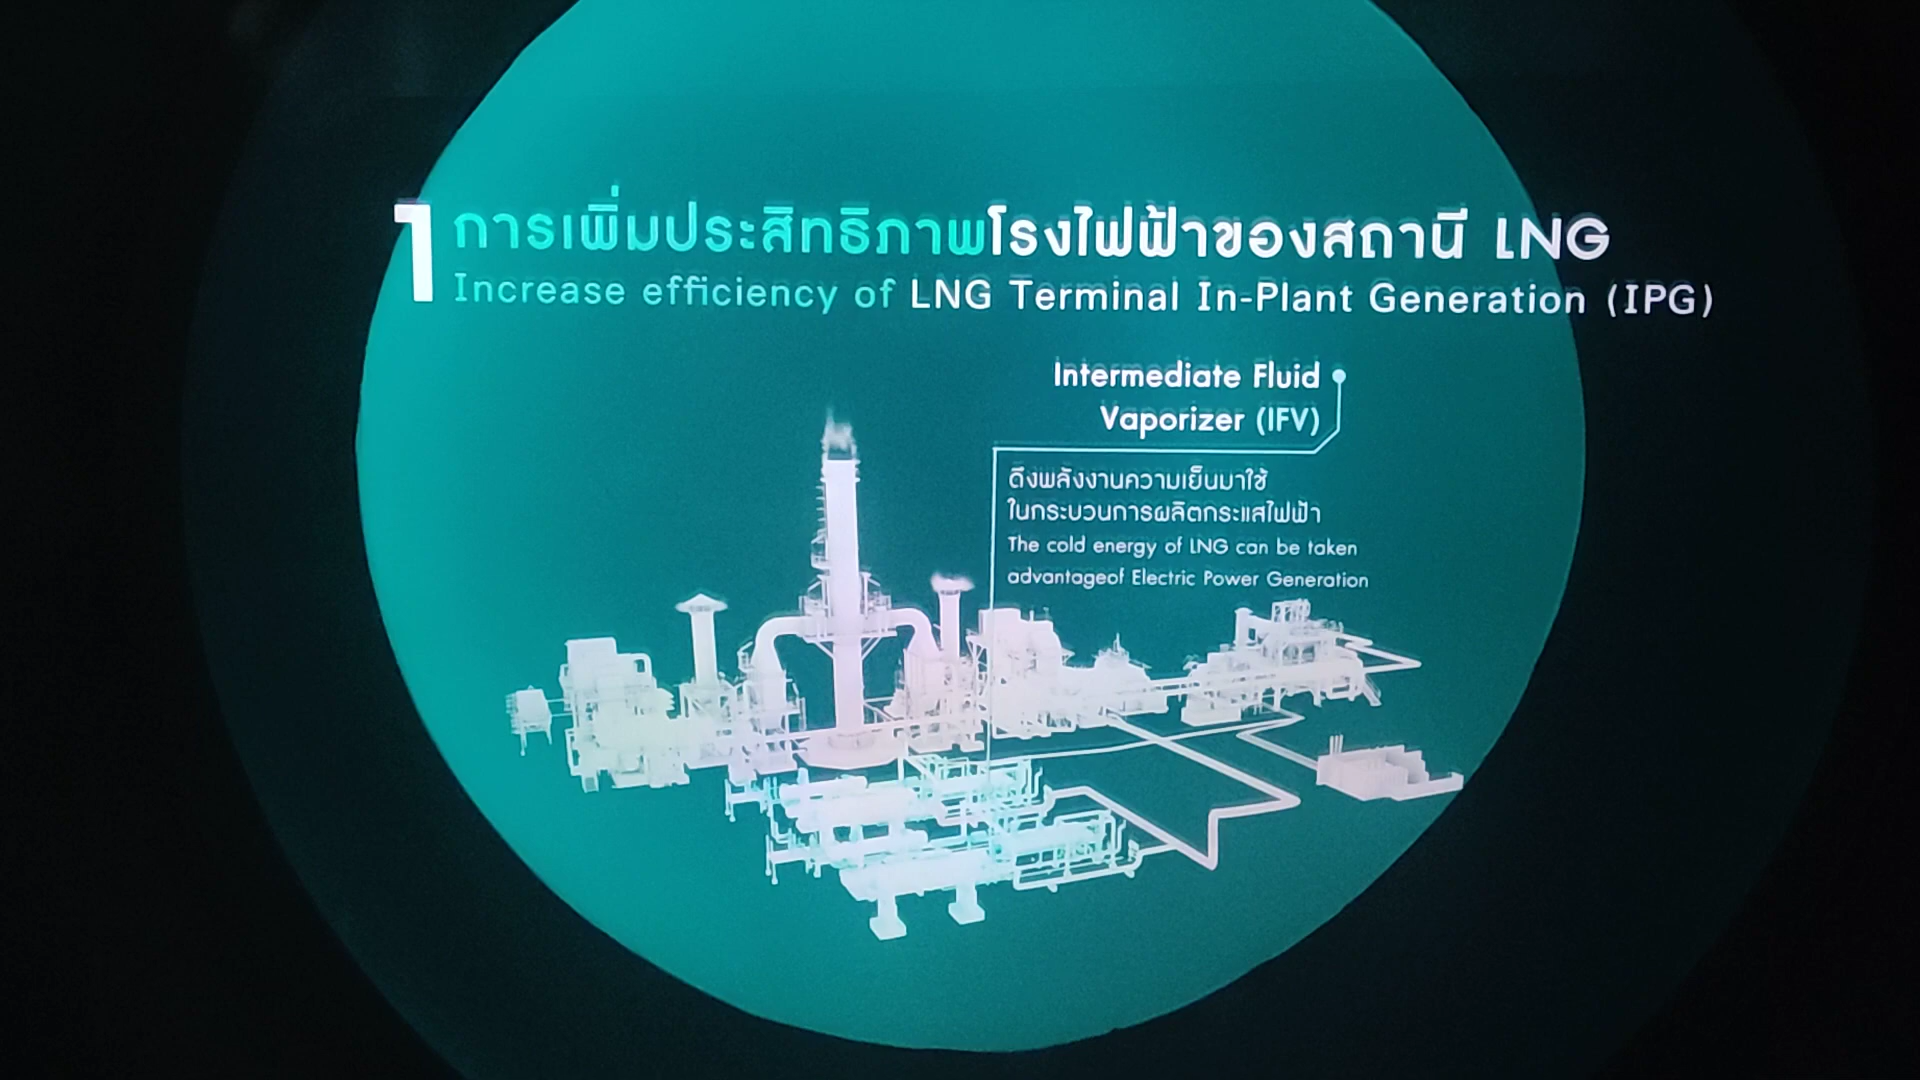 1 การเพิ่มประสิทธิภาพโรงไฟฟ้าของสถานี LNG
Increase efficiency of LNG Terminal In-Plant Generation (IPG)
Intermediate Fluid
Vaporizer (IFV)
ดึงพลังงานความเย็นมาใช้
ในกระบวนการผลิตกระแสไฟฟ้า
The cold energy of LNG can be taken
advantageof Electric Power Generation